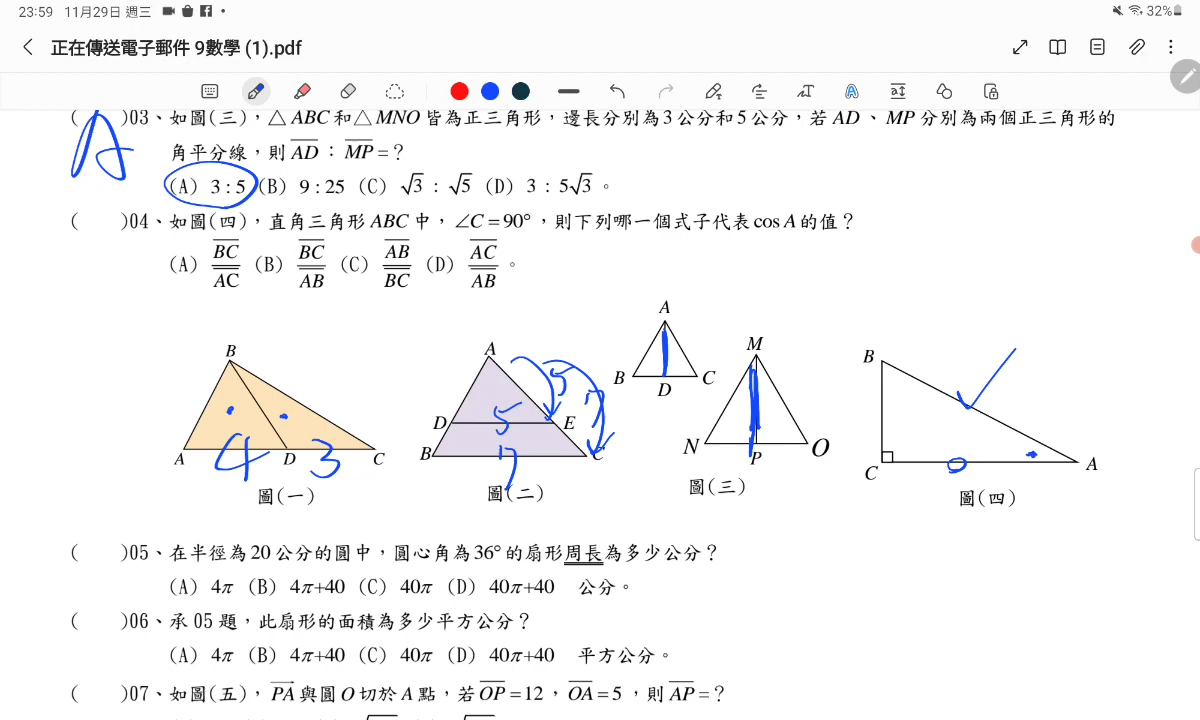 23:59 11月29日 週三 32%
正在傳送電子郵件 9數學 (1).pdf
( A )03、如圖(三)，△ABC和△MNO皆為正三角形，邊長分別為3公分和5公分，若AD、MP分別為兩個正三角形的
角平分線，則AD：MP=？
(A) 3:5 (B) 9:25 (C) √3 : √5 (D) 3 : 5√3 。
( )04、如圖(四)，直角三角形ABC中，∠C=90°，則下列哪一個式子代表cos A的值？
(A) BC/AC (B) BC/AB (C) AB/BC (D) AC/AB 。
B
A D C
4 3
圖(一)
A
D E
B C
5 7
5
7
圖(二)
A
B D C
M
N P O
圖(三)
B
C A
圖(四)
( )05、在半徑為20公分的圓中，圓心角為36°的扇形周長為多少公分？
(A) 4π (B) 4π+40 (C) 40π (D) 40π+40 公分。
( )06、承05題，此扇形的面積為多少平方公分？
(A) 4π (B) 4π+40 (C) 40π (D) 40π+40 平方公分。
( )07、如圖(五)，PA與圓O切於A點，若OP=12，OA=5，則AP=？